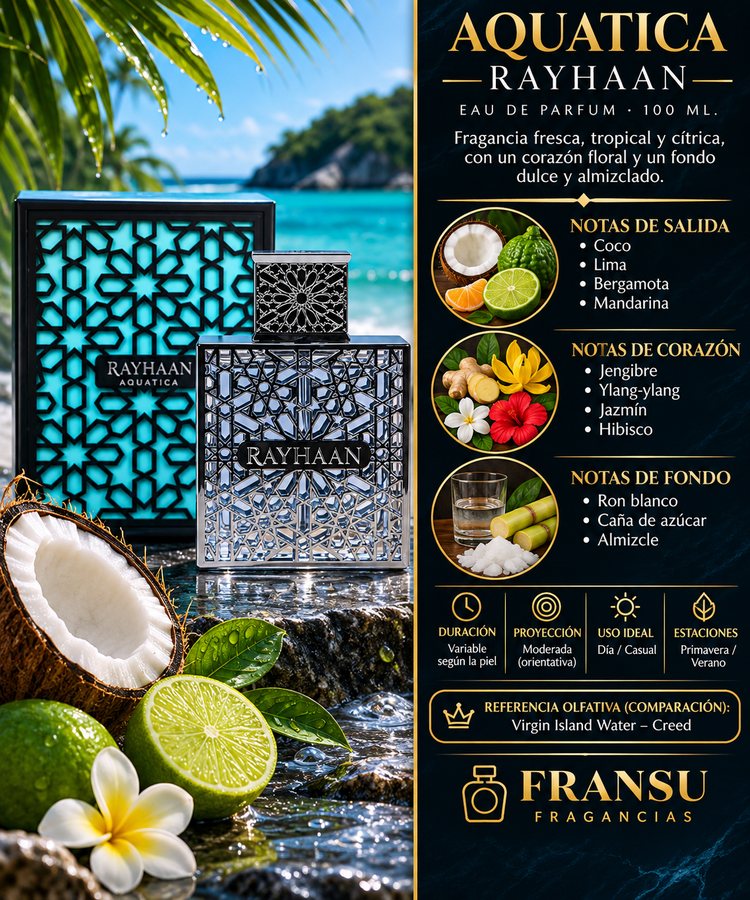 RAYHAAN
AQUATICA
RAYHAAN
AQUATICA
RAYHAAN
EAU DE PARFUM · 100 ML.
Fragancia fresca, tropical y cítrica,
con un corazón floral y un fondo
dulce y almizclado.
NOTAS DE SALIDA
• Coco
• Lima
• Bergamota
• Mandarina
NOTAS DE CORAZÓN
• Jengibre
• Ylang-ylang
• Jazmín
• Hibisco
NOTAS DE FONDO
• Ron blanco
• Caña de azúcar
• Almizcle
DURACIÓN
Variable
según la piel
PROYECCIÓN
Moderada
(orientativa)
USO IDEAL
Día / Casual
ESTACIONES
Primavera /
Verano
REFERENCIA OLFATIVA (COMPARACIÓN):
Virgin Island Water – Creed
FRANSU
FRAGANCIAS